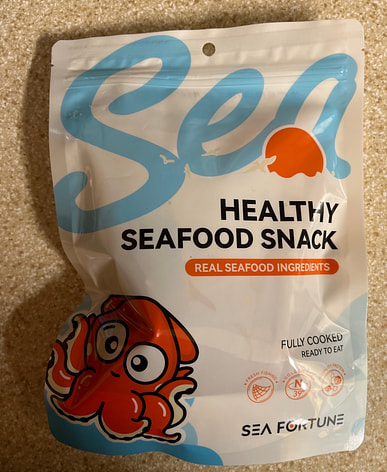 Sea
HEALTHY
SEAFOOD SNACK
REAL SEAFOOD INGREDIENTS
FULLY COOKED
READY TO EAT
SEA FORTUNE